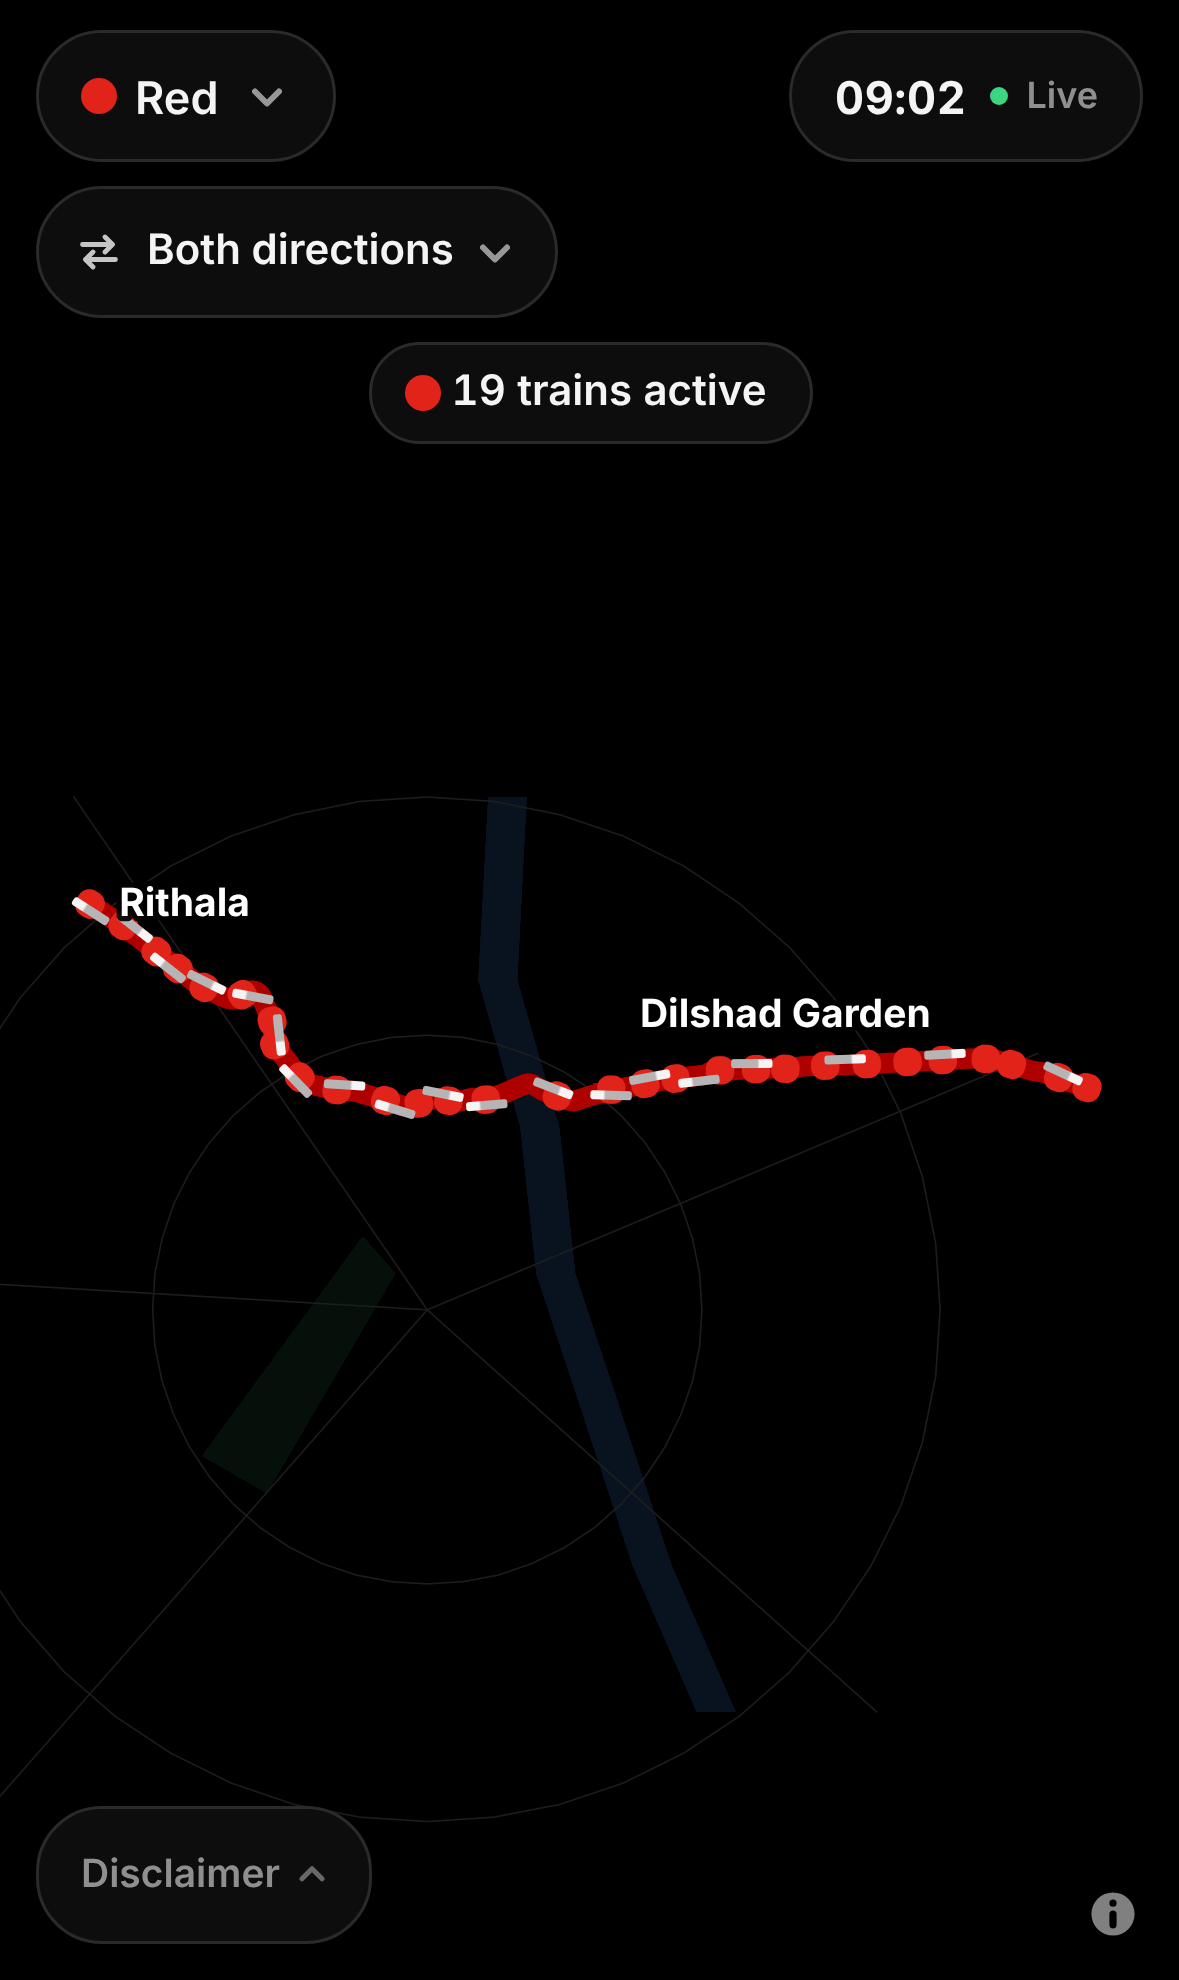 Red
09:02 Live
Both directions
19 trains active
Rithala
Dilshad Garden
Disclaimer